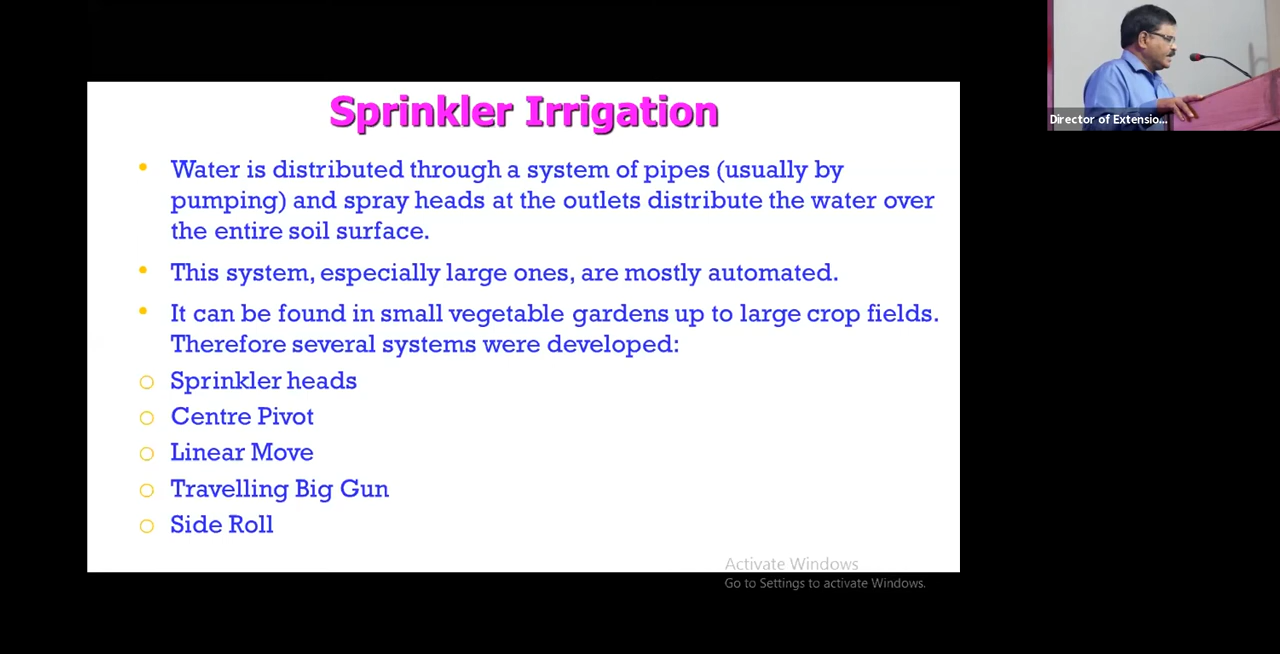 Sprinkler Irrigation
• Water is distributed through a system of pipes (usually by
pumping) and spray heads at the outlets distribute the water over
the entire soil surface.
• This system, especially large ones, are mostly automated.
• It can be found in small vegetable gardens up to large crop fields.
Therefore several systems were developed:
o Sprinkler heads
o Centre Pivot
o Linear Move
o Travelling Big Gun
o Side Roll
Activate Windows
Go to Settings to activate Windows.
Director of Extensio...